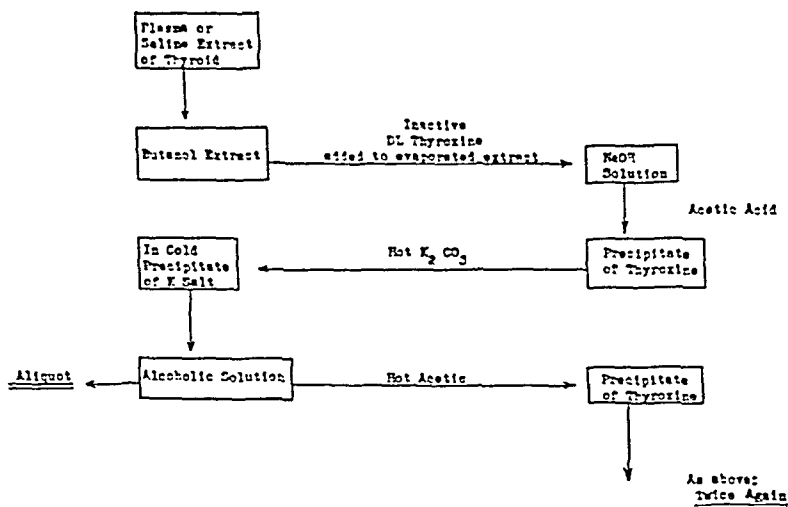 Plasma or
Saline Extract
of Thyroid
Butanol Extract
Inactive
DL Thyroxine
added to evaporated extract
NaOH
Solution
Acetic Acid
Precipitate
of Thyroxine
Hot K2 CO3
In Cold
Precipitate
of K Salt
Alcoholic Solution
Aliquot
Hot Acetic
Precipitate
of Thyroxine
As above;
Twice Again